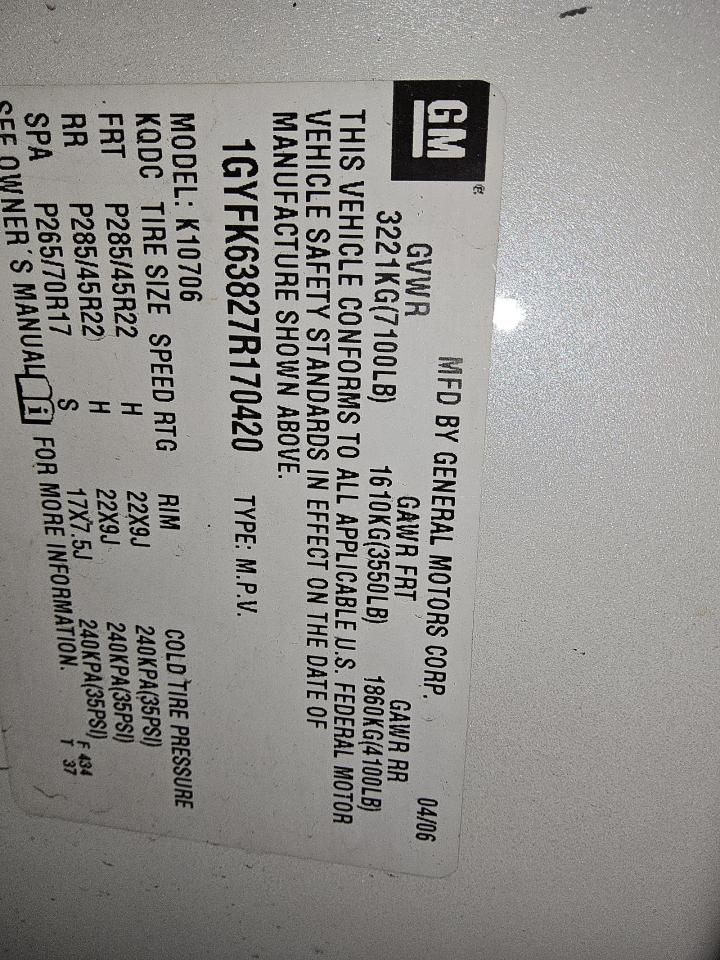 GM®
MFD BY GENERAL MOTORS CORP. 04/06
GVWR GAWR FRT GAWR RR
3221KG(7100LB) 1610KG(3550LB) 1860KG(4100LB)
THIS VEHICLE CONFORMS TO ALL APPLICABLE U.S. FEDERAL MOTOR
VEHICLE SAFETY STANDARDS IN EFFECT ON THE DATE OF
MANUFACTURE SHOWN ABOVE.
1GYFK63827R170420 TYPE: M.P.V.
MODEL: K10706
KQDC TIRE SIZE SPEED RTG RIM COLD TIRE PRESSURE
FRT P285/45R22 H 22X9J 240KPA(35PSI)
RR P285/45R22 H 22X9J 240KPA(35PSI)
SPA P265/70R17 S 17X7.5J 240KPA(35PSI)
SEE OWNER´S MANUAL FOR MORE INFORMATION.
F 434
T 37